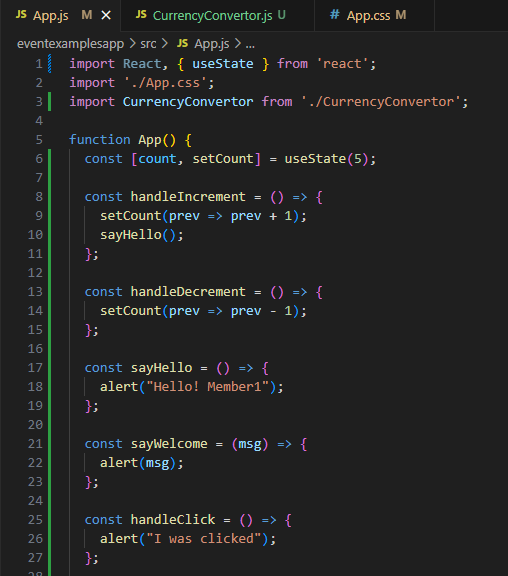 JS App.js M × JS CurrencyConvertor.js U # App.css M
eventexamplesapp > src > JS App.js > ...
1 import React, { useState } from 'react';
2 import './App.css';
3 import CurrencyConvertor from './CurrencyConvertor';
4
5 function App() {
6 const [count, setCount] = useState(5);
7
8 const handleIncrement = () => {
9 setCount(prev => prev + 1);
10 sayHello();
11 };
12
13 const handleDecrement = () => {
14 setCount(prev => prev - 1);
15 };
16
17 const sayHello = () => {
18 alert("Hello! Member1");
19 };
20
21 const sayWelcome = (msg) => {
22 alert(msg);
23 };
24
25 const handleClick = () => {
26 alert("I was clicked");
27 };
28